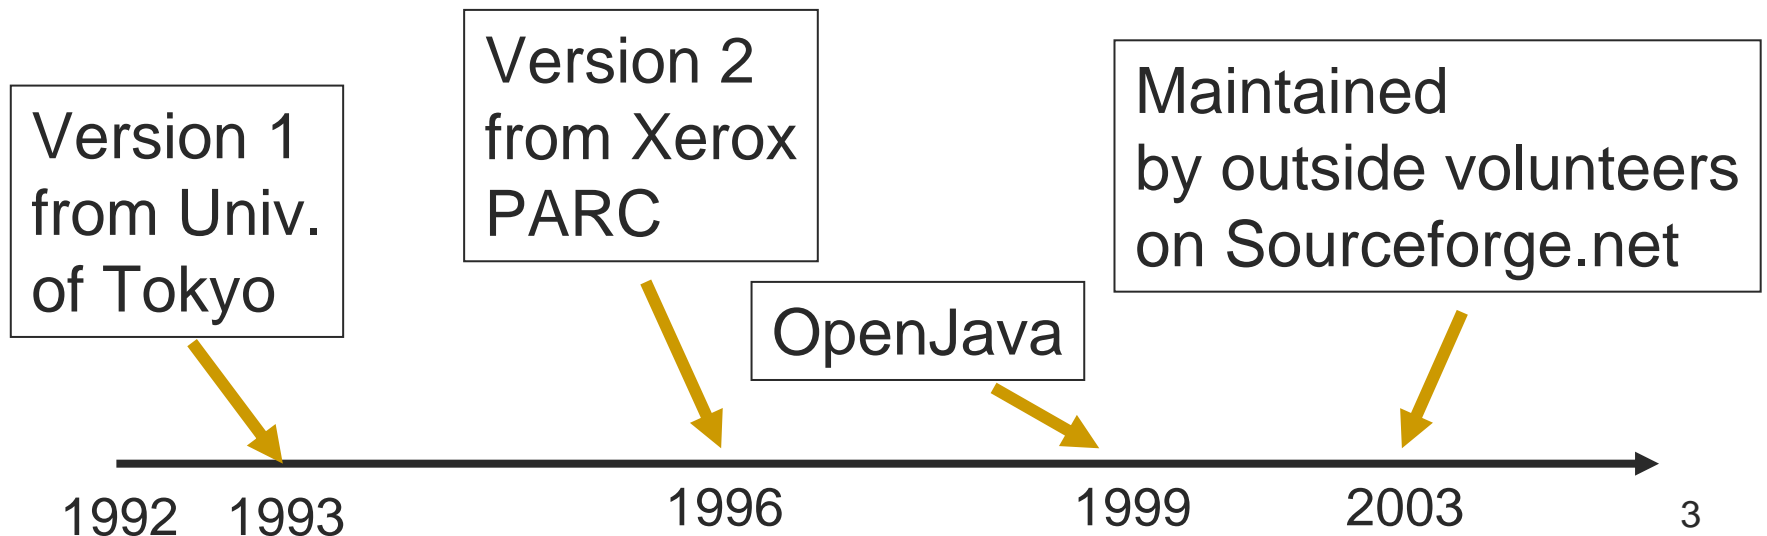 Version 1
from Univ.
of Tokyo
Version 2
from Xerox
PARC
OpenJava
Maintained
by outside volunteers
on Sourceforge.net
1992 1993 1996 1999 2003 3